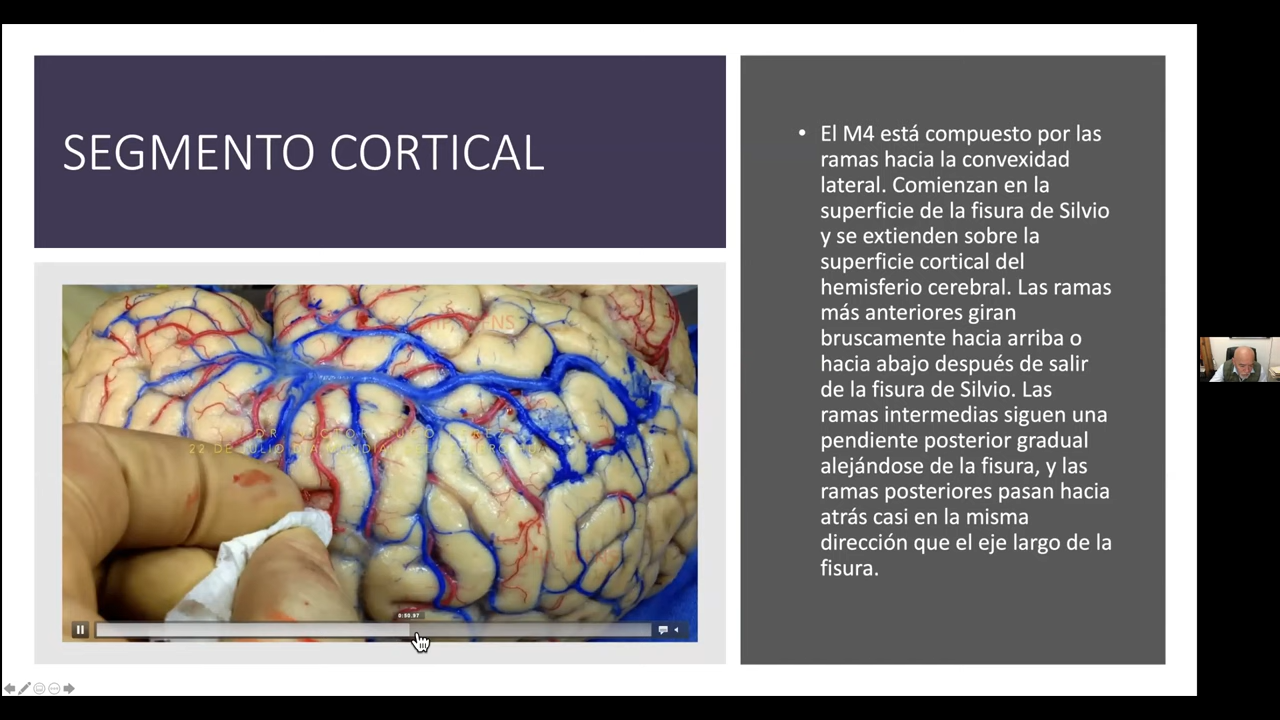 SEGMENTO CORTICAL
• El M4 está compuesto por las
ramas hacia la convexidad
lateral. Comienzan en la
superficie de la fisura de Silvio
y se extienden sobre la
superficie cortical del
hemisferio cerebral. Las ramas
más anteriores giran
bruscamente hacia arriba o
hacia abajo después de salir
de la fisura de Silvio. Las
ramas intermedias siguen una
pendiente posterior gradual
alejándose de la fisura, y las
ramas posteriores pasan hacia
atrás casi en la misma
dirección que el eje largo de la
fisura.
22 DE JULIO